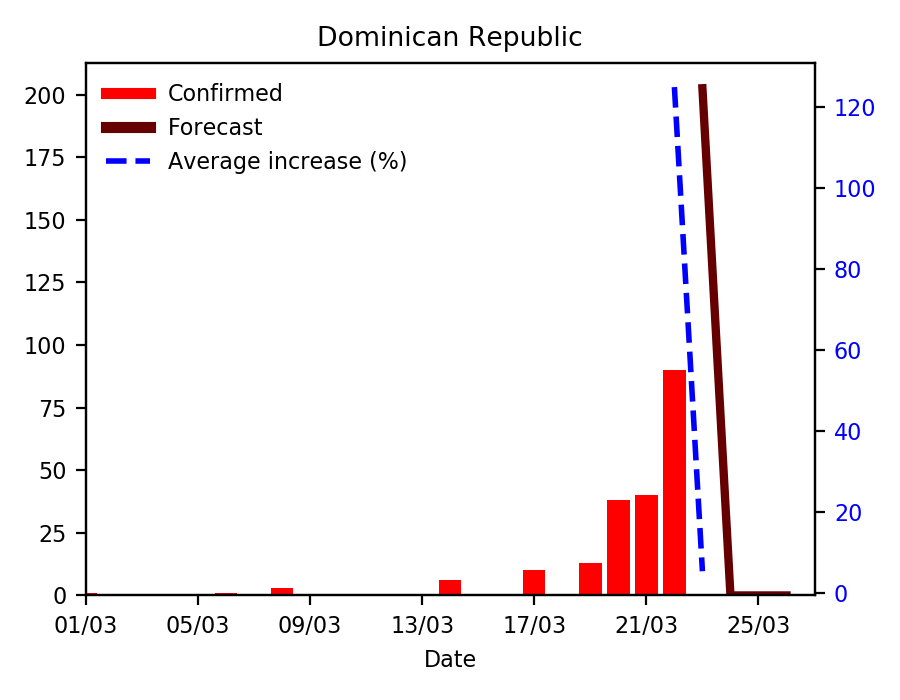 Dominican Republic
Confirmed
Forecast
Average increase (%)
200
175
150
125
100
75
50
25
0
120
100
80
60
40
20
0
01/03 05/03 09/03 13/03 17/03 21/03 25/03
Date